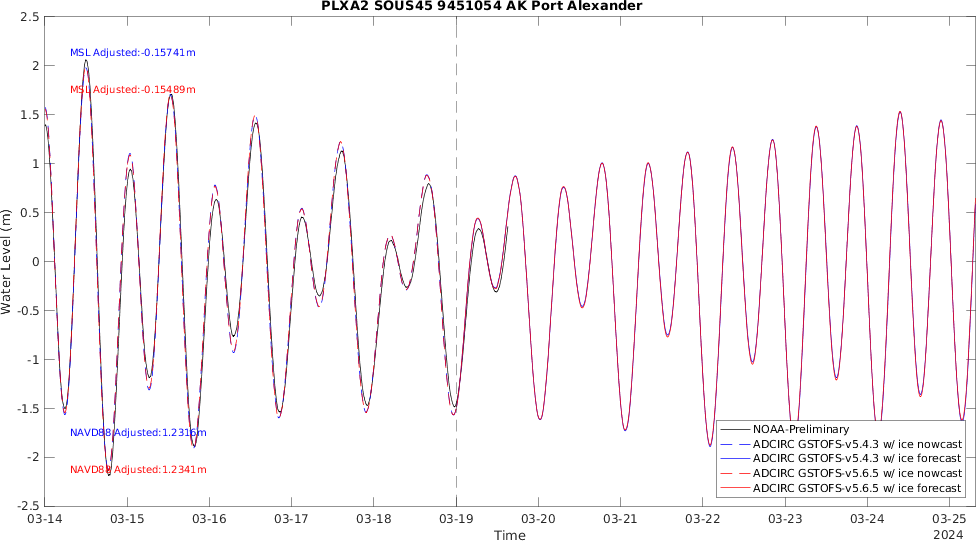 PLXA2 SOUS45 9451054 AK Port Alexander
2.5
2
1.5
1
0.5
0
-0.5
-1
-1.5
-2
-2.5
Water Level (m)
MSL Adjusted:-0.15741m
MSL Adjusted:-0.15489m
NAVD88 Adjusted:1.2316m
NAVD88 Adjusted:1.2341m
NOAA-Preliminary
ADCIRC GSTOFS-v5.4.3 w/ ice nowcast
ADCIRC GSTOFS-v5.4.3 w/ ice forecast
ADCIRC GSTOFS-v5.6.5 w/ ice nowcast
ADCIRC GSTOFS-v5.6.5 w/ ice forecast
03-14 03-15 03-16 03-17 03-18 03-19 03-20 03-21 03-22 03-23 03-24 03-25
Time
2024